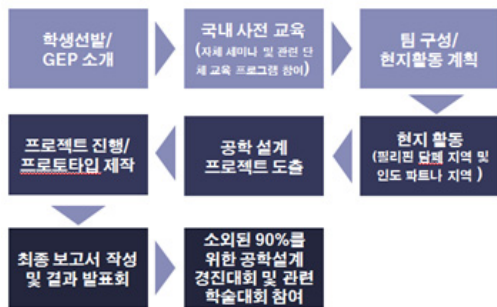 학생선발/
GEP 소개
국내 사전 교육
(자체 세미나 및 관련 단
체 교육 프로그램 참여)
팀 구성/
현지활동 계획
현지 활동
(필리핀 딸페 지역 및
인도 파트나 지역 )
공학 설계
프로젝트 도출
프로젝트 진행/
프로토타입 제작
최종 보고서 작성
및 결과 발표회
소외된 90%를
위한 공학설계
경진대회 및 관련
학술대회 참여